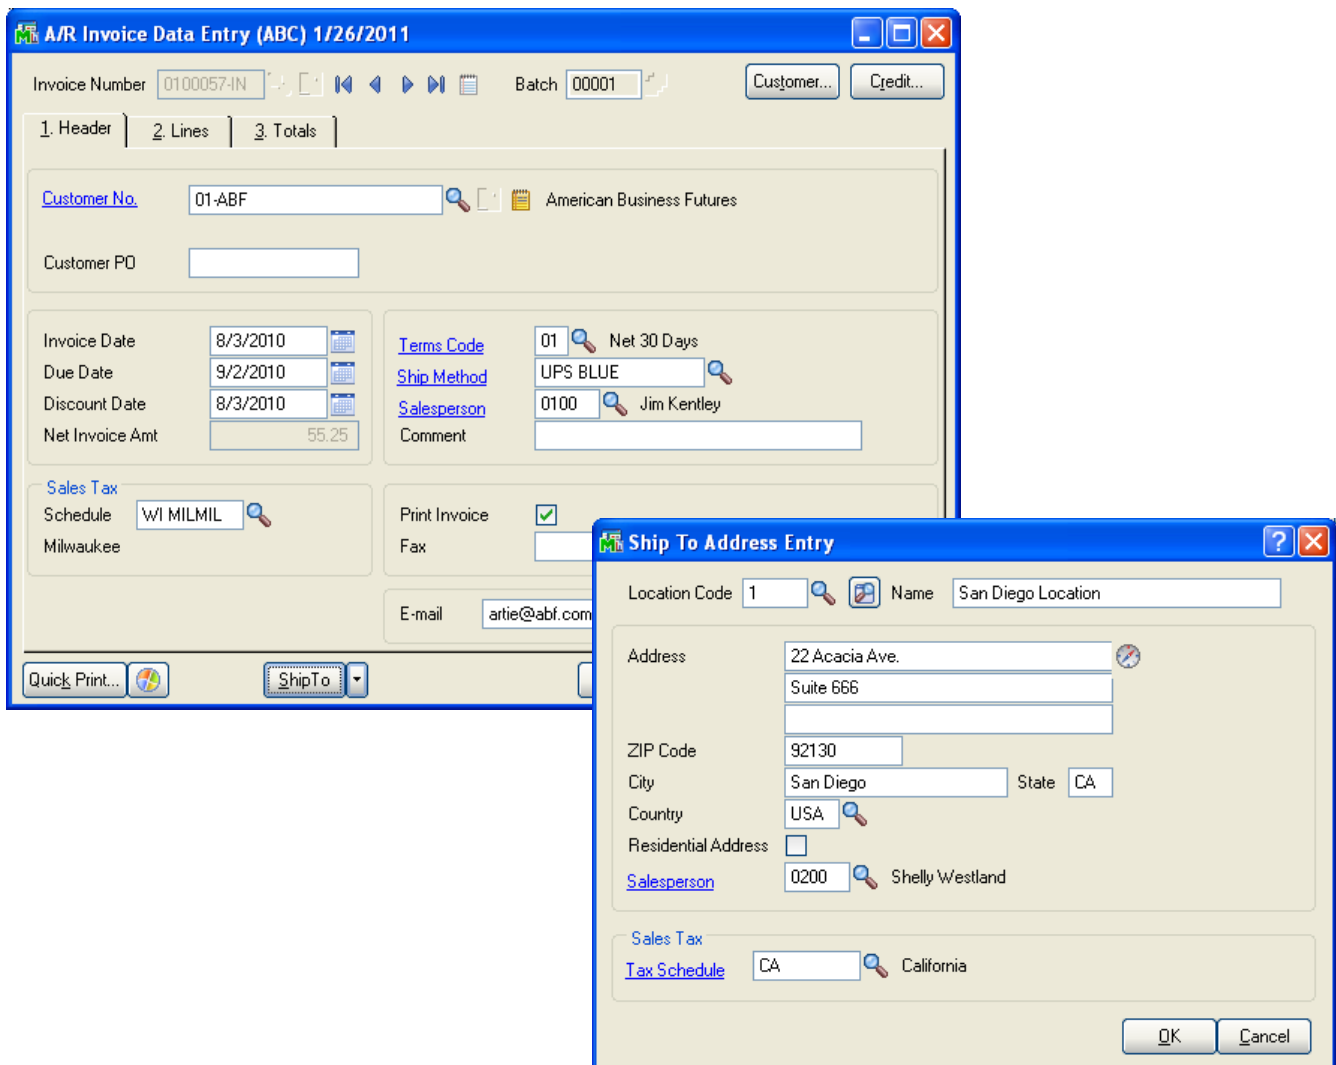 A/R Invoice Data Entry (ABC) 1/26/2011
Invoice Number 0100057-IN Batch 00001 Customer... Credit...
1. Header 2. Lines 3. Totals
Customer No. 01-ABF American Business Futures
Customer PO
Invoice Date 8/3/2010
Due Date 9/2/2010
Discount Date 8/3/2010
Net Invoice Amt 55.25
Terms Code 01 Net 30 Days
Ship Method UPS BLUE
Salesperson 0100 Jim Kentley
Comment
Sales Tax
Schedule WI MILMIL
Milwaukee
Print Invoice
Fax
E-mail artie@abf.com
Quick Print... ShipTo
Ship To Address Entry
Location Code 1 Name San Diego Location
Address 22 Acacia Ave.
Suite 666
ZIP Code 92130
City San Diego State CA
Country USA
Residential Address
Salesperson 0200 Shelly Westland
Sales Tax
Tax Schedule CA California
OK Cancel